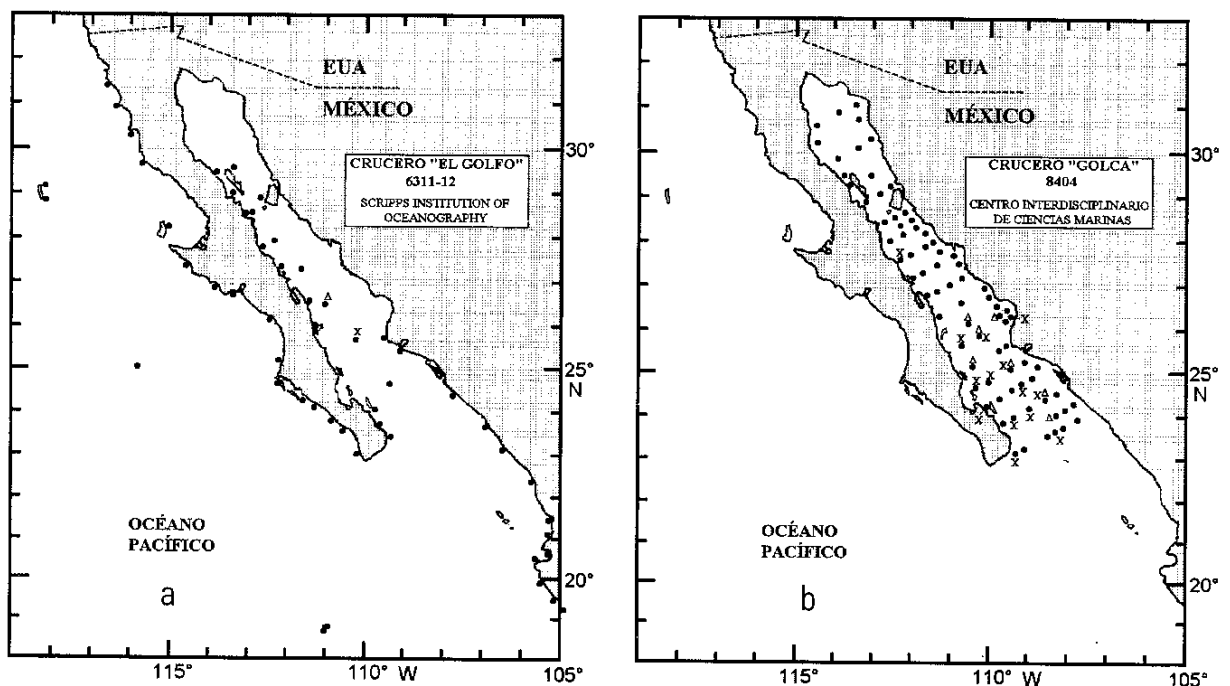 EUA
MÉXICO
CRUCERO "EL GOLFO"
6311-12
SCRIPPS INSTITUTION OF
OCEANOGRAPHY
30°
25°
N
20°
OCÉANO
PACÍFICO
a
115°
110° W
105°
EUA
MÉXICO
CRUCERO "GOLCA"
8404
CENTRO INTERDISCIPLINARIO
DE CIENCIAS MARINAS
30°
25°
N
20°
OCÉANO
PACÍFICO
b
115°
110° W
105°